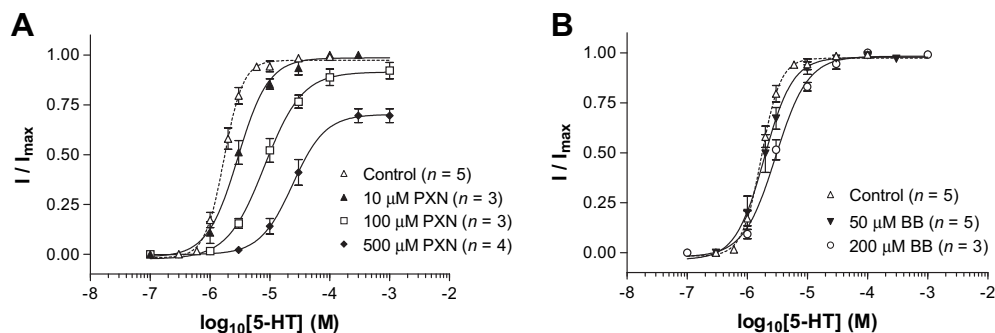 A
I / Imax
1.00
0.75
0.50
0.25
0.00
Control (n = 5)
10 μM PXN (n = 3)
100 μM PXN (n = 3)
500 μM PXN (n = 4)
-8 -7 -6 -5 -4 -3 -2
log10[5-HT] (M)
B
I / Imax
1.00
0.75
0.50
0.25
0.00
Control (n = 5)
50 μM BB (n = 5)
200 μM BB (n = 3)
-8 -7 -6 -5 -4 -3 -2
log10[5-HT] (M)